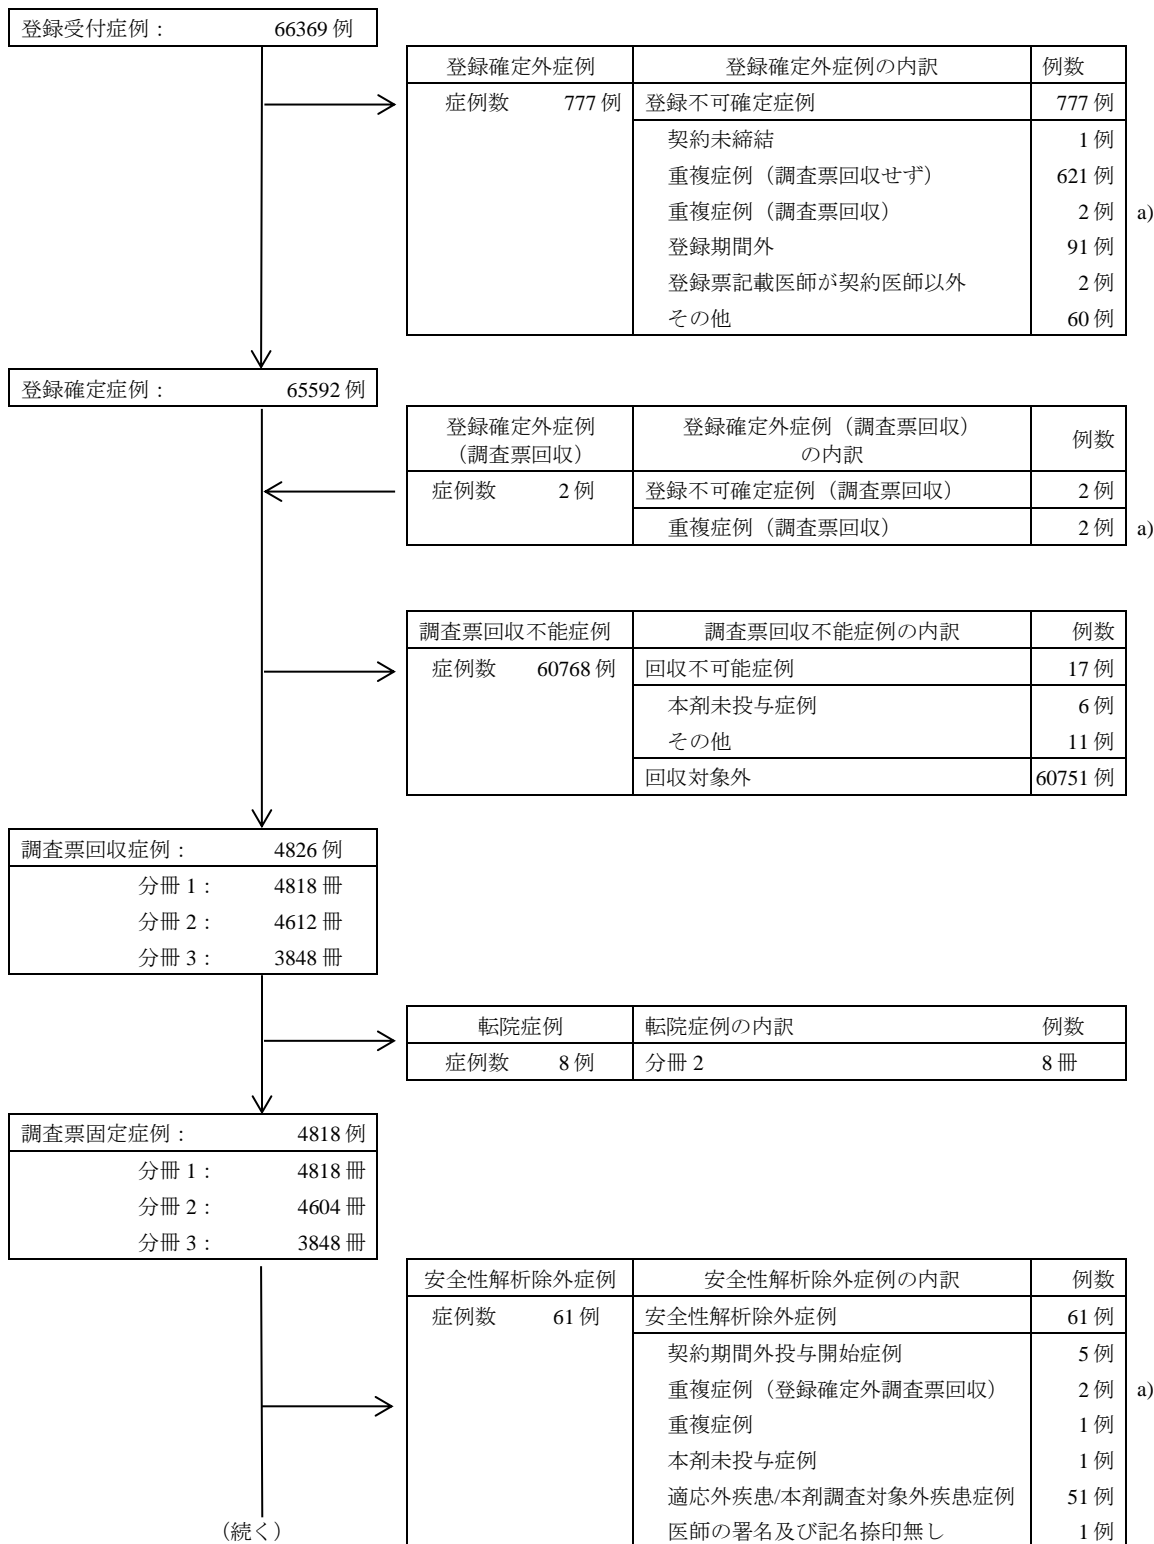 登録受付症例： 66369 例
登録確定外症例 登録確定外症例の内訳 例数
症例数 777 例 登録不可確定症例 777 例
契約未締結 1 例
重複症例（調査票回収せず） 621 例
重複症例（調査票回収） 2 例 a)
登録期間外 91 例
登録票記載医師が契約医師以外 2 例
その他 60 例
登録確定症例： 65592 例
登録確定外症例 登録確定外症例（調査票回収） 例数
（調査票回収） の内訳
症例数 2 例 登録不可確定症例（調査票回収） 2 例
重複症例（調査票回収） 2 例 a)
調査票回収不能症例 調査票回収不能症例の内訳 例数
症例数 60768 例 回収不可能症例 17 例
本剤未投与症例 6 例
その他 11 例
回収対象外 60751 例
調査票回収症例： 4826 例
分冊 1： 4818 冊
分冊 2： 4612 冊
分冊 3： 3848 冊
転院症例 転院症例の内訳 例数
症例数 8 例 分冊 2 8 冊
調査票固定症例： 4818 例
分冊 1： 4818 冊
分冊 2： 4604 冊
分冊 3： 3848 冊
安全性解析除外症例 安全性解析除外症例の内訳 例数
症例数 61 例 安全性解析除外症例 61 例
契約期間外投与開始症例 5 例
重複症例（登録確定外調査票回収） 2 例 a)
重複症例 1 例
本剤未投与症例 1 例
適応外疾患/本剤調査対象外疾患症例 51 例
（続く） 医師の署名及び記名捺印無し 1 例